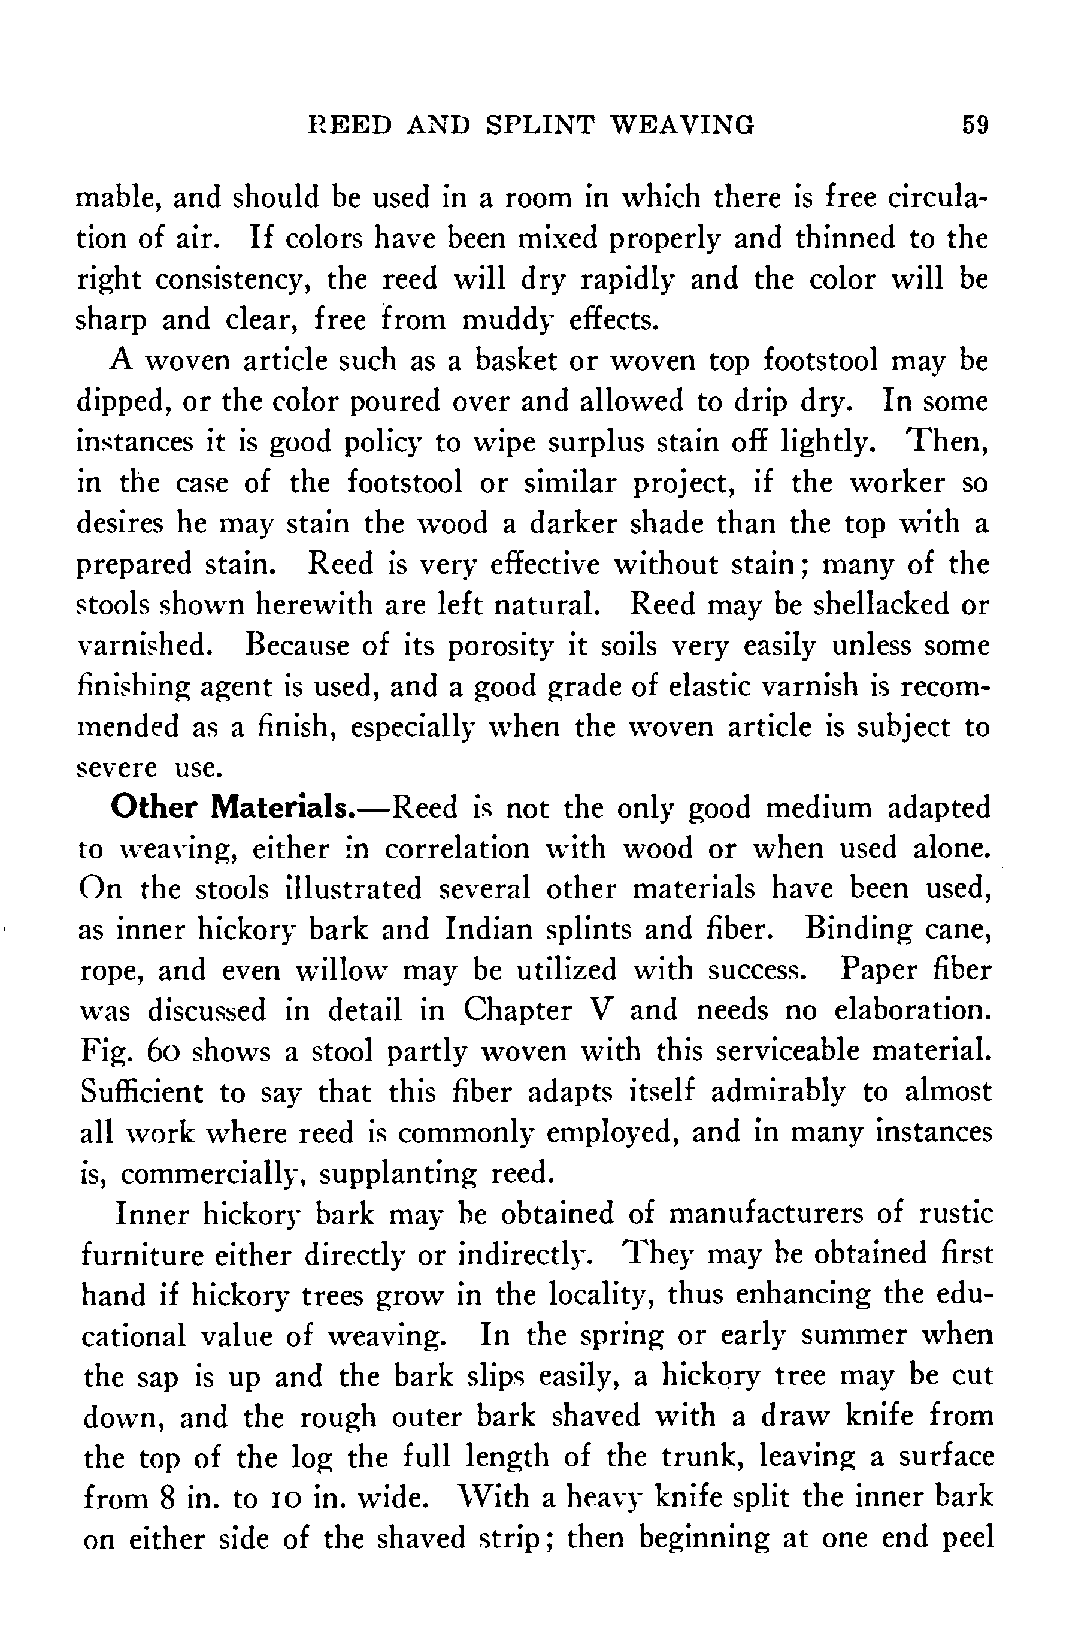 REED AND SPLINT WEAVING 59
mable, and should be used in a room in which there is free circula-
tion of air. If colors have been mixed properly and thinned to the
right consistency, the reed will dry rapidly and the color will be
sharp and clear, free from muddy effects.
A woven article such as a basket or woven top footstool may be
dipped, or the color poured over and allowed to drip dry. In some
instances it is good policy to wipe surplus stain off lightly. Then,
in the case of the footstool or similar project, if the worker so
desires he may stain the wood a darker shade than the top with a
prepared stain. Reed is very effective without stain; many of the
stools shown herewith are left natural. Reed may be shellacked or
varnished. Because of its porosity it soils very easily unless some
finishing agent is used, and a good grade of elastic varnish is recom-
mended as a finish, especially when the woven article is subject to
severe use.
Other Materials.—Reed is not the only good medium adapted
to weaving, either in correlation with wood or when used alone.
On the stools illustrated several other materials have been used,
as inner hickory bark and Indian splints and fiber. Binding cane,
rope, and even willow may be utilized with success. Paper fiber
was discussed in detail in Chapter V and needs no elaboration.
Fig. 60 shows a stool partly woven with this serviceable material.
Sufficient to say that this fiber adapts itself admirably to almost
all work where reed is commonly employed, and in many instances
is, commercially, supplanting reed.
Inner hickory bark may be obtained of manufacturers of rustic
furniture either directly or indirectly. They may be obtained first
hand if hickory trees grow in the locality, thus enhancing the edu-
cational value of weaving. In the spring or early summer when
the sap is up and the bark slips easily, a hickory tree may be cut
down, and the rough outer bark shaved with a draw knife from
the top of the log the full length of the trunk, leaving a surface
from 8 in. to 10 in. wide. With a heavy knife split the inner bark
on either side of the shaved strip; then beginning at one end peel